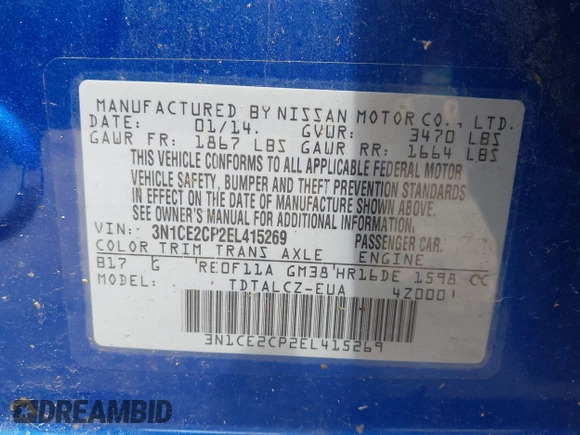 MANUFACTURED BY NISSAN MOTOR CO., LTD.
DATE: 01/14. GVWR: 3470 LBS
GAWR FR: 1867 LBS GAWR RR: 1664 LBS
THIS VEHICLE CONFORMS TO ALL APPLICABLE FEDERAL MOTOR
VEHICLE SAFETY, BUMPER AND THEFT PREVENTION STANDARDS
IN EFFECT ON THE DATE OF MANUFACTURE SHOWN ABOVE.
SEE OWNER'S MANUAL FOR ADDITIONAL INFORMATION
VIN: 3N1CE2CP2EL415269 PASSENGER CAR.
COLOR TRIM TRANS AXLE ENGINE
B17 G RE0F11A GM38 HR16DE 1598 CC
MODEL: TDTALCZ-EUA 4Z000
3N1CE2CP2EL415269
DREAMBID